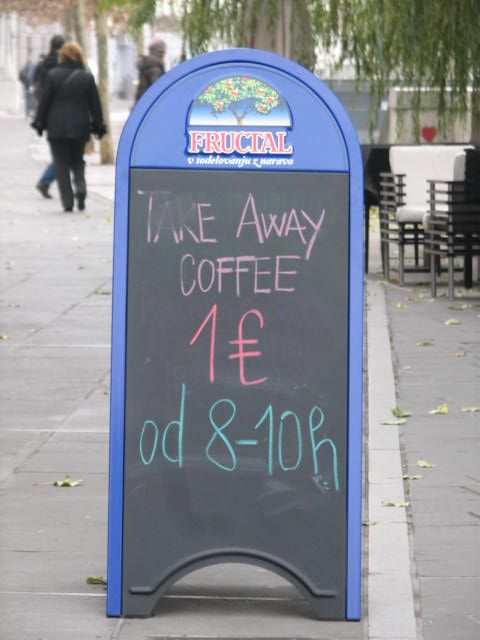 FRUCTAL
v sodelovanju z naravo
TAKE AWAY
COFFEE
1€
od 8-10h